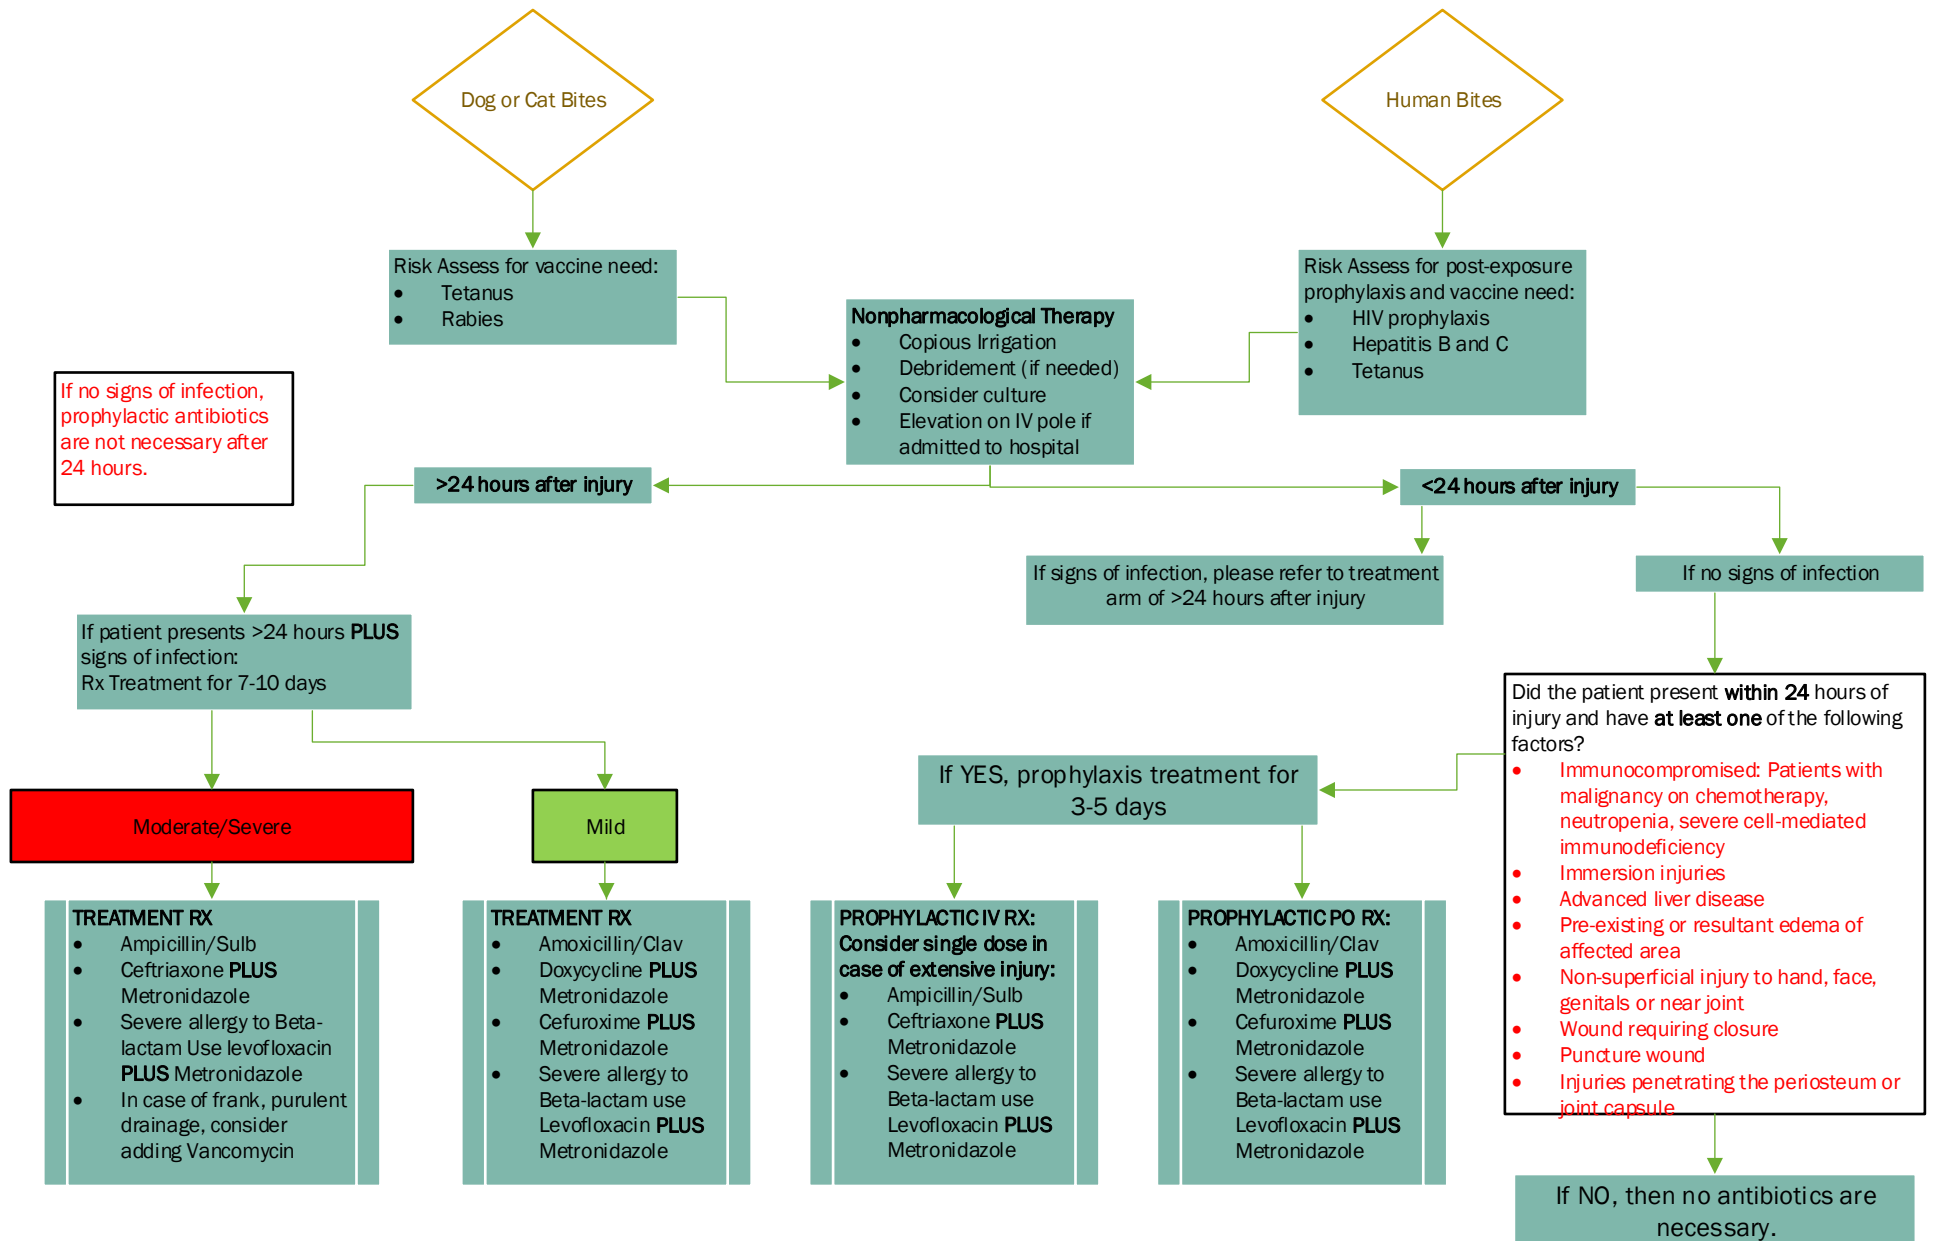 Dog or Cat Bites
Human Bites
Risk Assess for vaccine need:
• Tetanus
• Rabies
Risk Assess for post-exposure
prophylaxis and vaccine need:
• HIV prophylaxis
• Hepatitis B and C
• Tetanus
Nonpharmacological Therapy
• Copious Irrigation
• Debridement (if needed)
• Consider culture
• Elevation on IV pole if
admitted to hospital
If no signs of infection,
prophylactic antibiotics
are not necessary after
24 hours.
>24 hours after injury
<24 hours after injury
If signs of infection, please refer to treatment
arm of >24 hours after injury
If no signs of infection
If patient presents >24 hours PLUS
signs of infection:
Rx Treatment for 7-10 days
Did the patient present within 24 hours of
injury and have at least one of the following
factors?
• Immunocompromised: Patients with
malignancy on chemotherapy,
neutropenia, severe cell-mediated
immunodeficiency
• Immersion injuries
• Advanced liver disease
• Pre-existing or resultant edema of
affected area
• Non-superficial injury to hand, face,
genitals or near joint
• Wound requiring closure
• Puncture wound
• Injuries penetrating the periosteum or
joint capsule
If YES, prophylaxis treatment for
3-5 days
Moderate/Severe
Mild
TREATMENT RX
• Ampicillin/Sulb
• Ceftriaxone PLUS
Metronidazole
• Severe allergy to Beta-
lactam Use levofloxacin
PLUS Metronidazole
• In case of frank, purulent
drainage, consider
adding Vancomycin
TREATMENT RX
• Amoxicillin/Clav
• Doxycycline PLUS
Metronidazole
• Cefuroxime PLUS
Metronidazole
• Severe allergy to
Beta-lactam use
Levofloxacin PLUS
Metronidazole
PROPHYLACTIC IV RX:
Consider single dose in
case of extensive injury:
• Ampicillin/Sulb
• Ceftriaxone PLUS
Metronidazole
• Severe allergy to
Beta-lactam use
Levofloxacin PLUS
Metronidazole
PROPHYLACTIC PO RX:
• Amoxicillin/Clav
• Doxycycline PLUS
Metronidazole
• Cefuroxime PLUS
Metronidazole
• Severe allergy to
Beta-lactam use
Levofloxacin PLUS
Metronidazole
If NO, then no antibiotics are
necessary.